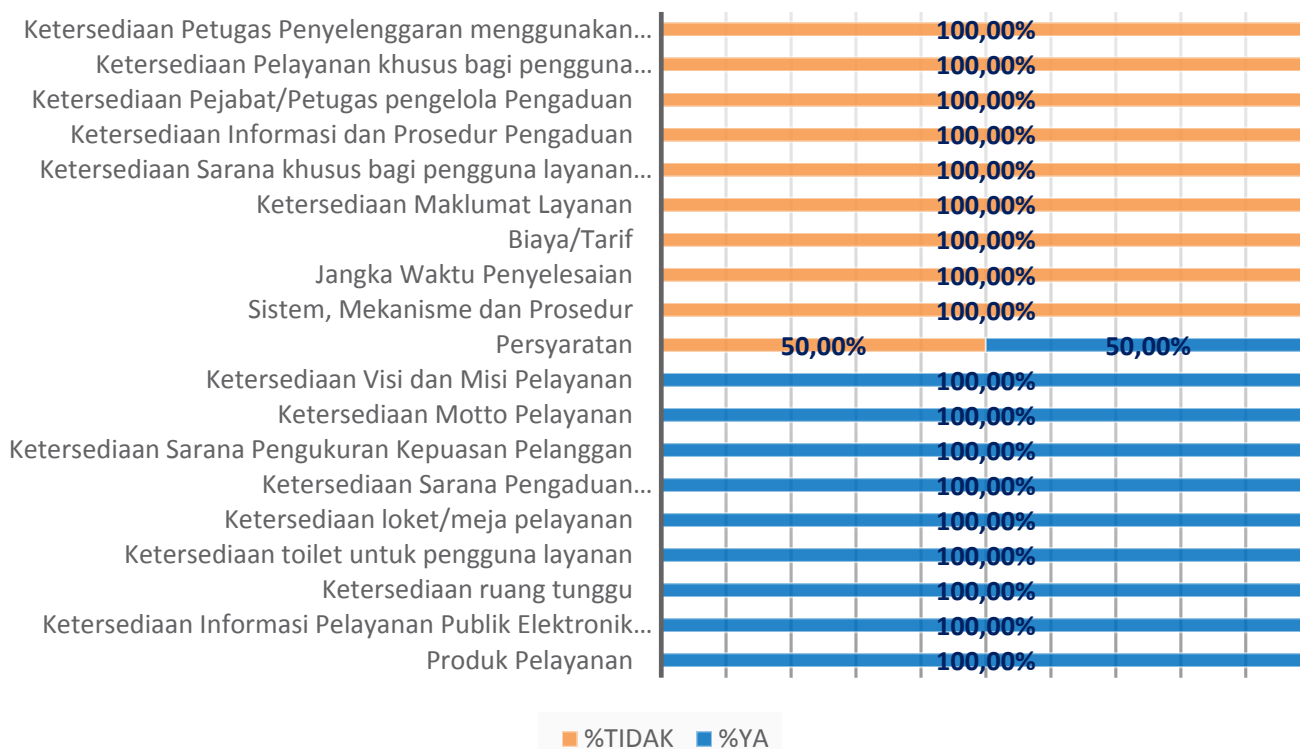 Ketersediaan Petugas Penyelenggaran menggunakan... 100,00%
Ketersediaan Pelayanan khusus bagi pengguna... 100,00%
Ketersediaan Pejabat/Petugas pengelola Pengaduan 100,00%
Ketersediaan Informasi dan Prosedur Pengaduan 100,00%
Ketersediaan Sarana khusus bagi pengguna layanan... 100,00%
Ketersediaan Maklumat Layanan 100,00%
Biaya/Tarif 100,00%
Jangka Waktu Penyelesaian 100,00%
Sistem, Mekanisme dan Prosedur 100,00%
Persyaratan 50,00% 50,00%
Ketersediaan Visi dan Misi Pelayanan 100,00%
Ketersediaan Motto Pelayanan 100,00%
Ketersediaan Sarana Pengukuran Kepuasan Pelanggan 100,00%
Ketersediaan Sarana Pengaduan... 100,00%
Ketersediaan loket/meja pelayanan 100,00%
Ketersediaan toilet untuk pengguna layanan 100,00%
Ketersediaan ruang tunggu 100,00%
Ketersediaan Informasi Pelayanan Publik Elektronik... 100,00%
Produk Pelayanan 100,00%
%TIDAK %YA